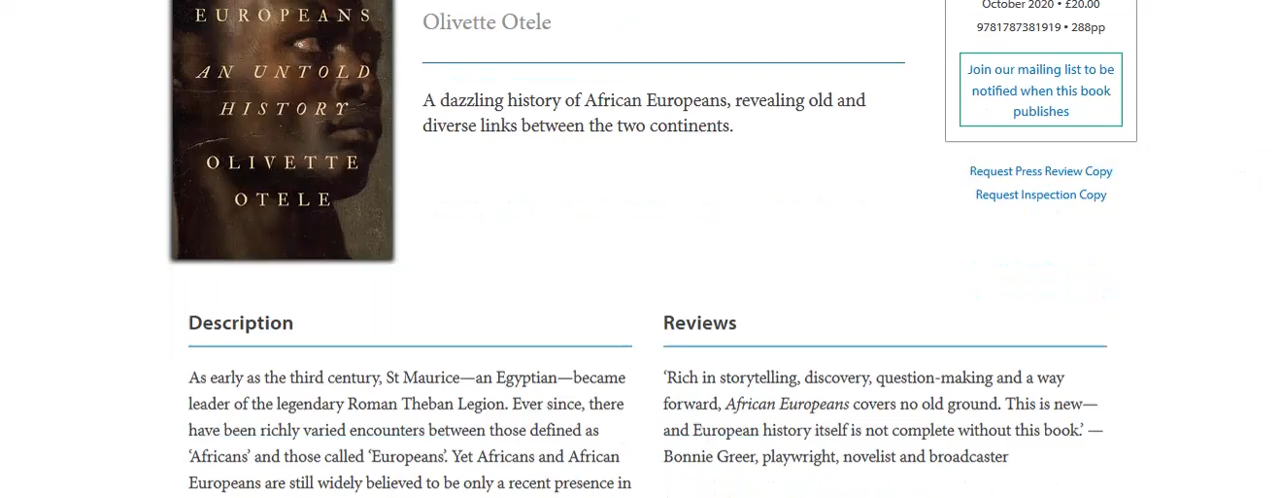 EUROPEANS
AN UNTOLD
HISTORY
OLIVETTE
OTELE
Olivette Otele
A dazzling history of African Europeans, revealing old and
diverse links between the two continents.
October 2020 • £20.00
9781787381919 • 288pp
Join our mailing list to be
notified when this book
publishes
Request Press Review Copy
Request Inspection Copy
Description
As early as the third century, St Maurice—an Egyptian—became
leader of the legendary Roman Theban Legion. Ever since, there
have been richly varied encounters between those defined as
‘Africans’ and those called ‘Europeans’. Yet Africans and African
Europeans are still widely believed to be only a recent presence in
Reviews
‘Rich in storytelling, discovery, question-making and a way
forward, African Europeans covers no old ground. This is new—
and European history itself is not complete without this book.’ —
Bonnie Greer, playwright, novelist and broadcaster